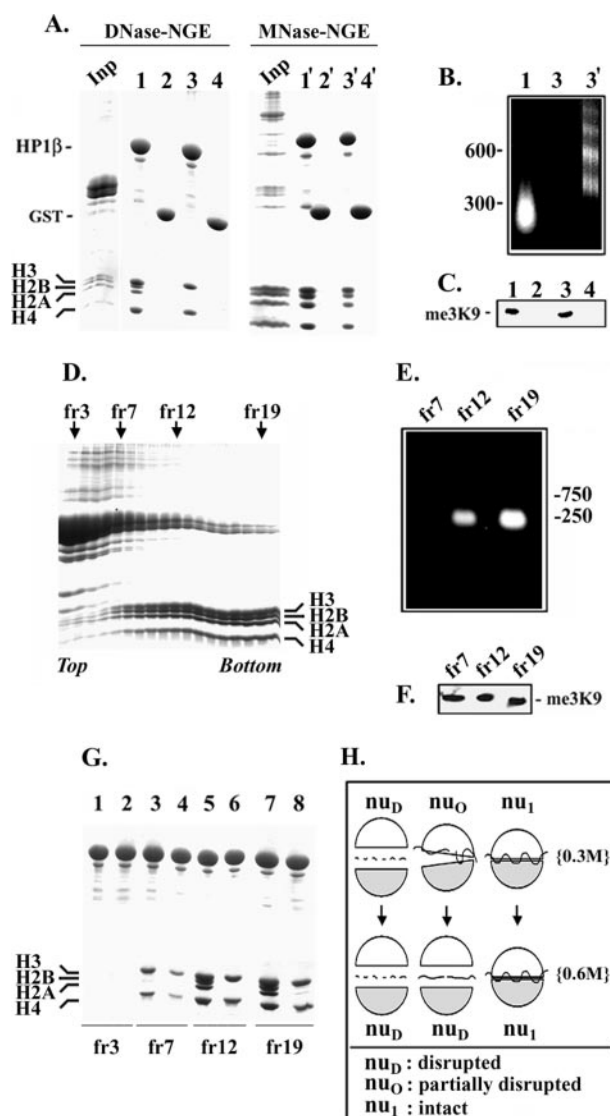 A.
DNase-NGE MNase-NGE
Inp 1 2 3 4 Inp 1' 2' 3' 4'
HP1β-
GST-
H3
H2B
H2A
H4
B.
1 3 3'
600-
300-
C.
1 2 3 4
me3K9 -
D.
fr3 fr7 fr12 fr19
H3
H2B
H2A
H4
Top Bottom
E.
fr7 fr12 fr19
-750
-250
F.
fr7 fr12 fr19
- me3K9
G.
1 2 3 4 5 6 7 8
H3
H2B
H2A
H4
fr3 fr7 fr12 fr19
H.
nuD nuO nu1
{0.3M}
{0.6M}
nuD nuD nu1
nuD : disrupted
nuO : partially disrupted
nu1 : intact